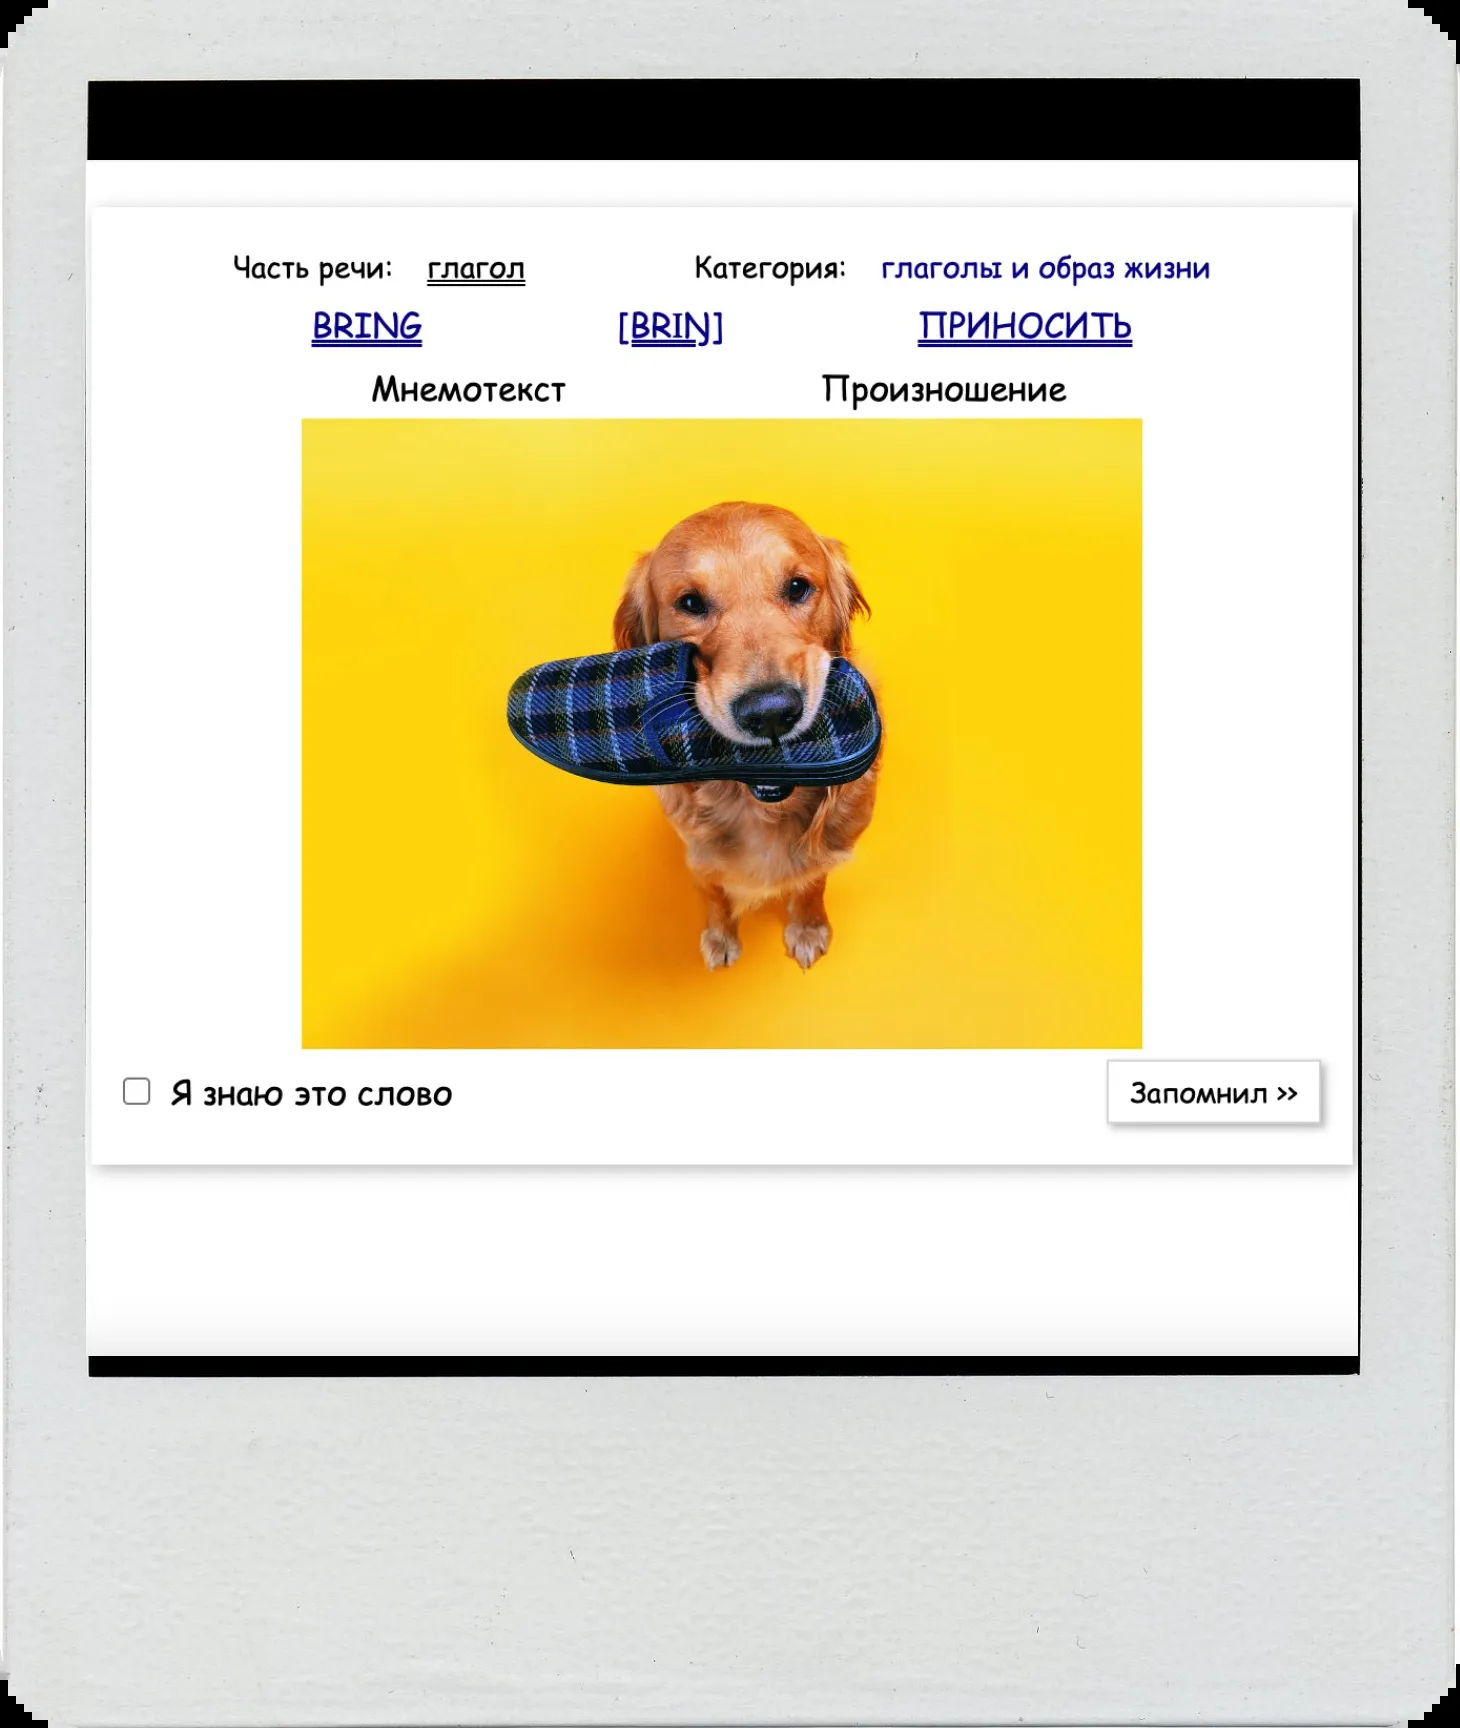 Часть речи: глагол Категория: глаголы и образ жизни
BRING [BRIŊ] ПРИНОСИТЬ
Мнемотекст Произношение
Я знаю это слово Запомнил >>